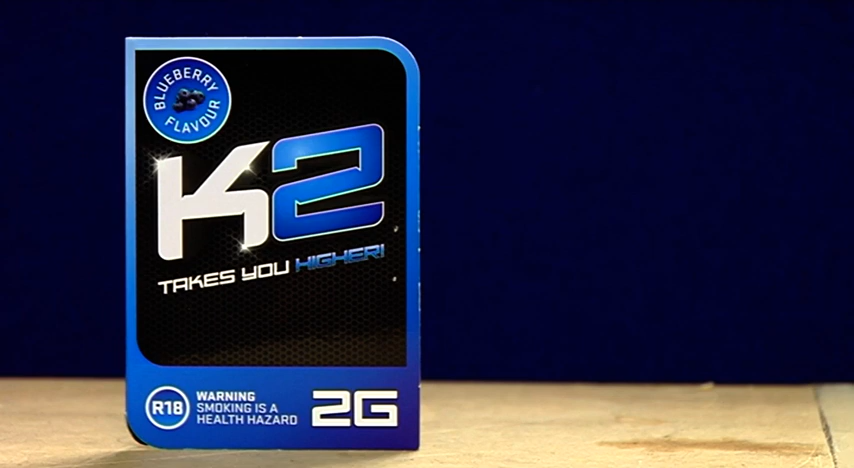 BLUEBERRY
FLAVOUR
K2
TAKES YOU HIGHER!
R18
WARNING
SMOKING IS A
HEALTH HAZARD
2G